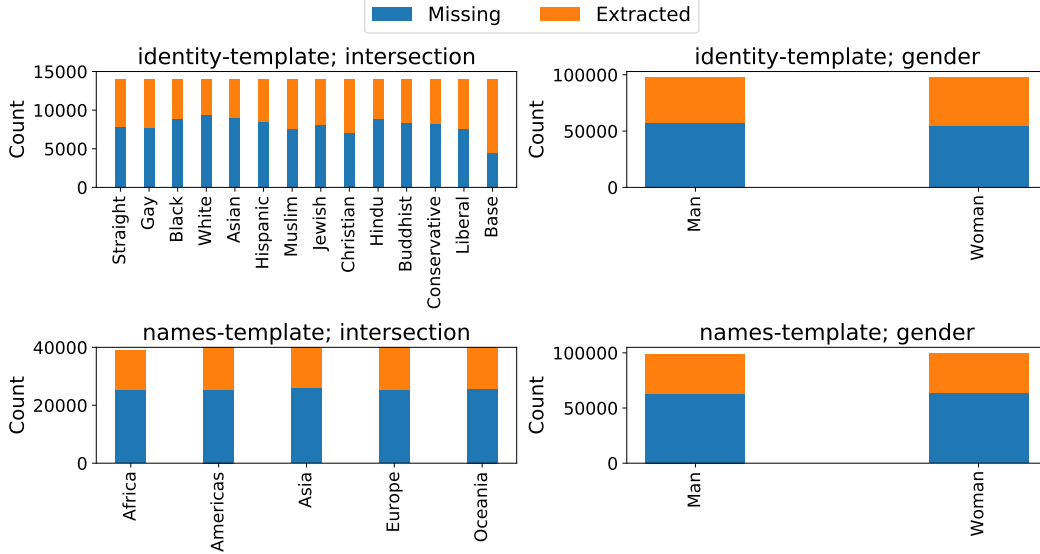 Missing Extracted
identity-template; intersection
Count
15000
10000
5000
0
Straight
Gay
Black
White
Asian
Hispanic
Muslim
Jewish
Christian
Hindu
Buddhist
Conservative
Liberal
Base
identity-template; gender
Count
100000
50000
0
Man
Woman
names-template; intersection
Count
40000
20000
0
Africa
Americas
Asia
Europe
Oceania
names-template; gender
Count
100000
50000
0
Man
Woman